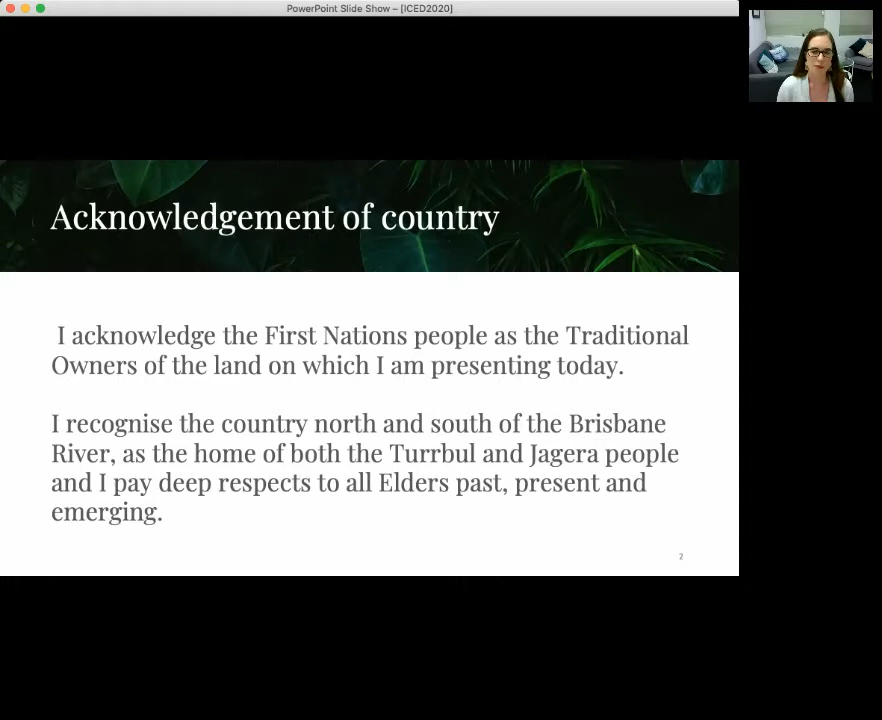 PowerPoint Slide Show – [ICED2020]
Acknowledgement of country
I acknowledge the First Nations people as the Traditional
Owners of the land on which I am presenting today.
I recognise the country north and south of the Brisbane
River, as the home of both the Turrbul and Jagera people
and I pay deep respects to all Elders past, present and
emerging.
2